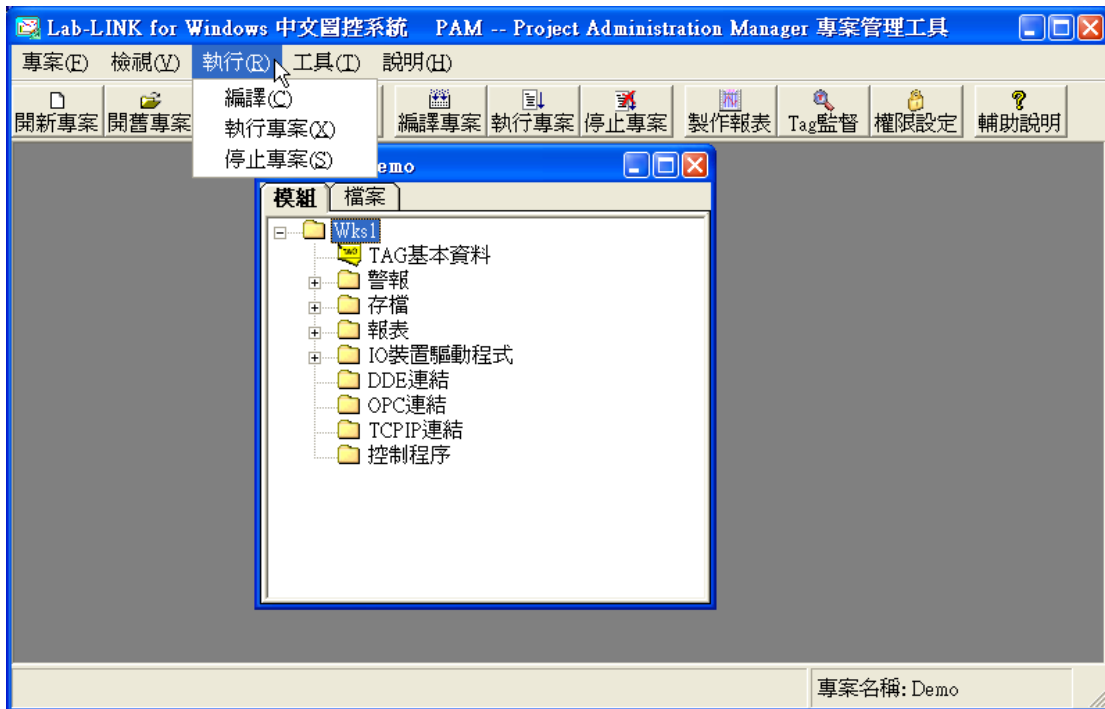 Lab-LINK for Windows 中文圖控系統 PAM -- Project Administration Manager 專案管理工具
專案(F) 檢視(V) 執行(R) 工具(T) 說明(H)
開新專案 開舊專案 編譯專案 執行專案 停止專案 製作報表 Tag監督 權限設定 輔助說明
編譯(C)
執行專案(X)
停止專案(S)
emo
模組 檔案
Wks1
TAG基本資料
警報
存檔
報表
IO裝置驅動程式
DDE連結
OPC連結
TCPIP連結
控制程序
專案名稱: Demo